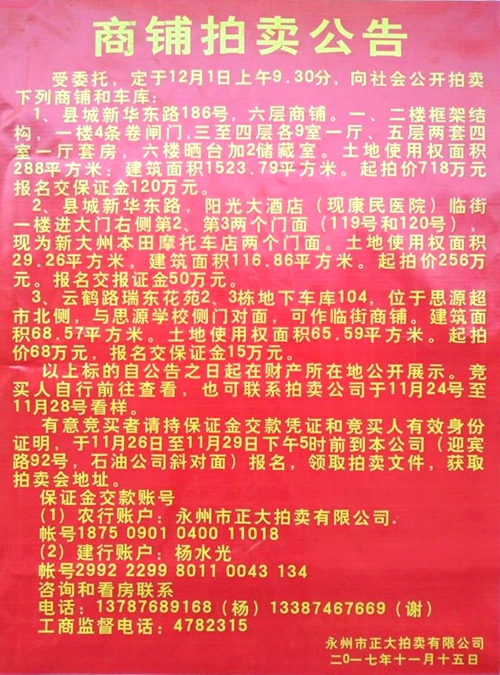 商铺拍卖公告
受委托，定于12月1日上午9.30分，向社会公开拍卖
下列商铺和车库：
1、县城新华东路186号，六层商铺。一、二楼框架结
构，一楼4条卷闸门,三至四层各9室一厅、五层两套四
室一厅套房，六楼晒台加2储藏室。土地使用权面积
288平方米；建筑面积1523.79平方米。起拍价718万元
报名交保证金120万元。
2、县城新华东路，阳光大酒店（现康民医院）临街
一楼进大门右侧第2、第3两个门面（119号和120号），
现为新大州本田摩托车店两个门面。土地使用权面积
29.26平方米，建筑面积116.86平方米。起拍价256万
元。报名交报证金50万元。
3、云鹤路瑞东花苑2、3栋地下车库104，位于思源超
市北侧，与思源学校侧门对面，可作临街商铺。建筑面
积68.57平方米。土地使用权面积65.59平方米。起拍
价68万元，报名交保证金15万元。
以上标的自公告之日起在财产所在地公开展示。竞
买人自行前往查看，也可联系拍卖公司于11月24号至
11月28号看样。
有意竞买者请持保证金交款凭证和竞买人有效身份
证明，于11月26日至11月29日下午5时前到本公司（迎宾
路92号，石油公司斜对面）报名，领取拍卖文件，获取
拍卖会地址。
保证金交款账号
(1) 农行账户：永州市正大拍卖有限公司.
帐号1875 0901 0400 11018
(2) 建行账户：杨水光
帐号2992 2299 8011 0043 134
咨询和看房联系
电话：13787689168（杨）13387467669（谢）
工商监督电话：4782315
永州市正大拍卖有限公司
二0一七年十一月十五日